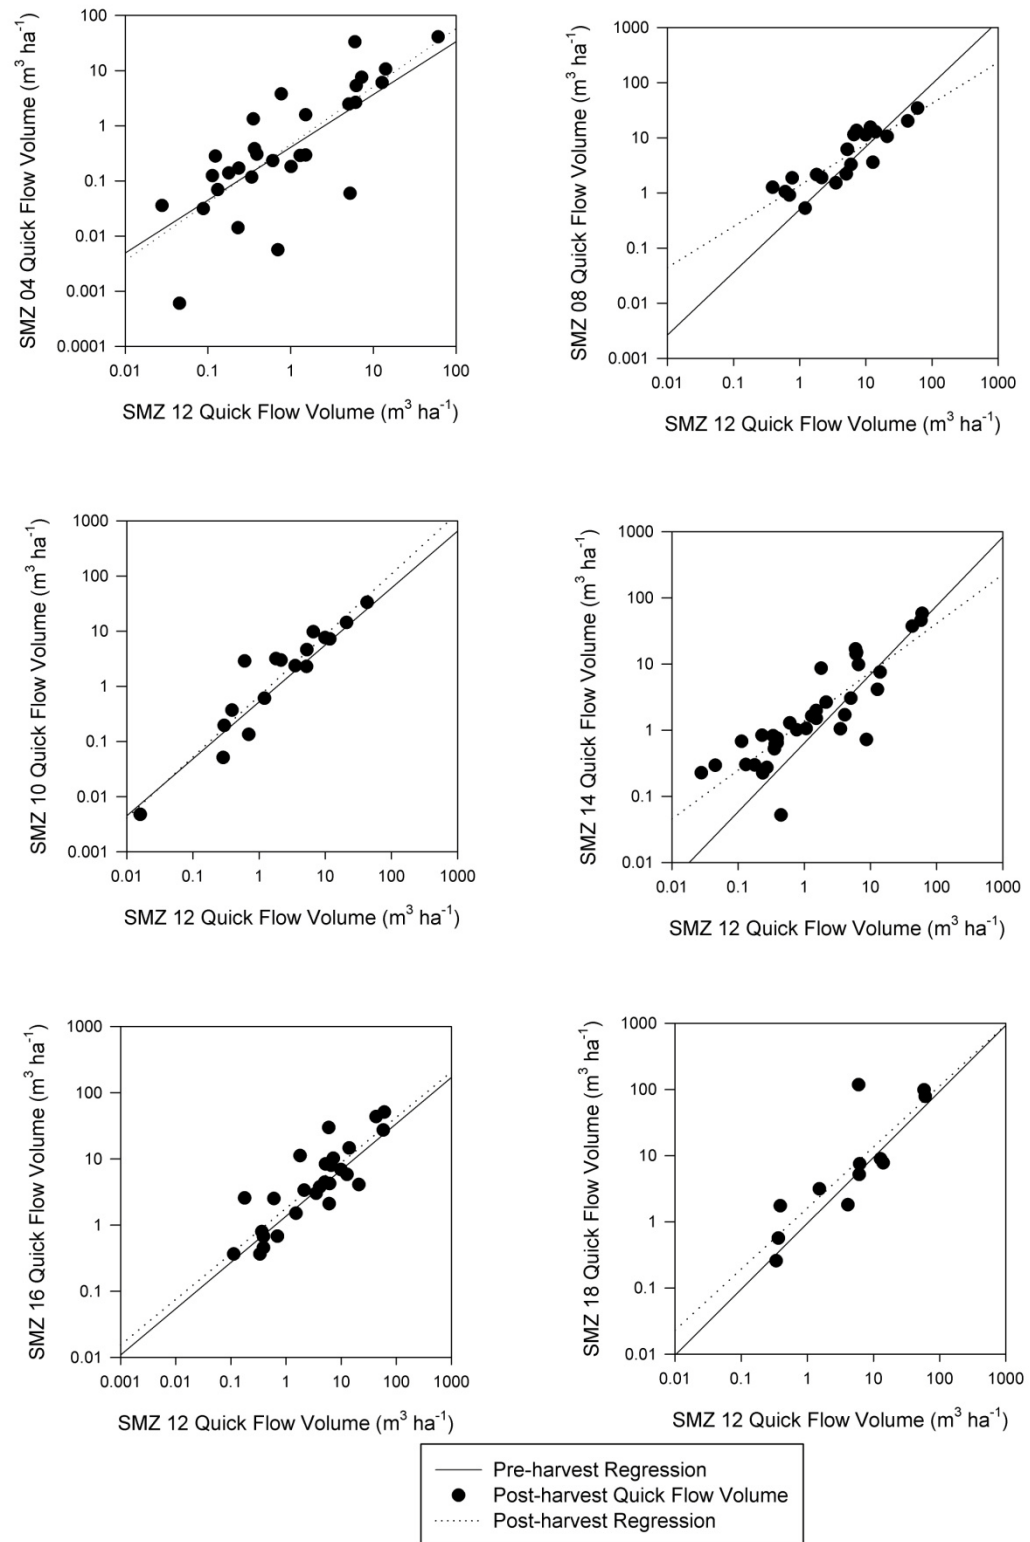 100
10
1
0.1
0.01
0.001
0.0001
0.01 0.1 1 10 100
SMZ 04 Quick Flow Volume (m³ ha⁻¹)
SMZ 12 Quick Flow Volume (m³ ha⁻¹)
1000
100
10
1
0.1
0.01
0.001
0.01 0.1 1 10 100 1000
SMZ 08 Quick Flow Volume (m³ ha⁻¹)
SMZ 12 Quick Flow Volume (m³ ha⁻¹)
1000
100
10
1
0.1
0.01
0.001
0.01 0.1 1 10 100 1000
SMZ 10 Quick Flow Volume (m³ ha⁻¹)
SMZ 12 Quick Flow Volume (m³ ha⁻¹)
1000
100
10
1
0.1
0.01
0.01 0.1 1 10 100 1000
SMZ 14 Quick Flow Volume (m³ ha⁻¹)
SMZ 12 Quick Flow Volume (m³ ha⁻¹)
1000
100
10
1
0.1
0.01
0.001 0.01 0.1 1 10 100 1000
SMZ 16 Quick Flow Volume (m³ ha⁻¹)
SMZ 12 Quick Flow Volume (m³ ha⁻¹)
1000
100
10
1
0.1
0.01
0.01 0.1 1 10 100 1000
SMZ 18 Quick Flow Volume (m³ ha⁻¹)
SMZ 12 Quick Flow Volume (m³ ha⁻¹)
Pre-harvest Regression
Post-harvest Quick Flow Volume
Post-harvest Regression